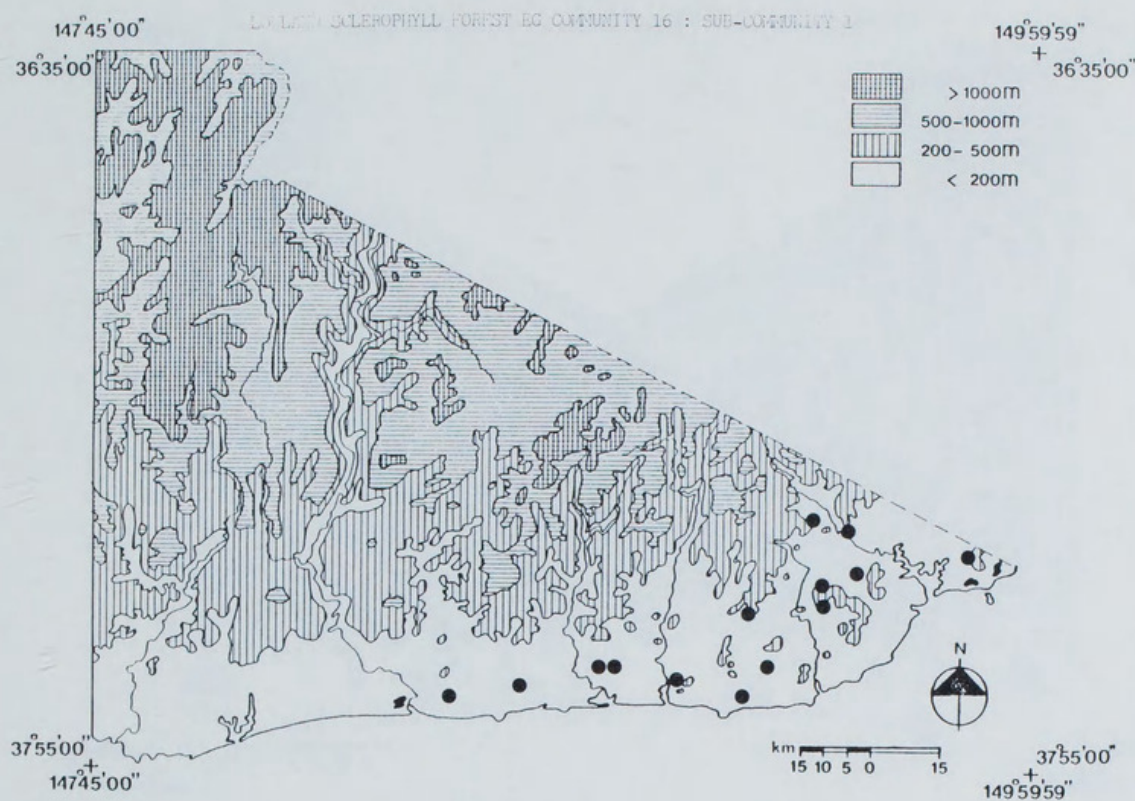 SCLEROPHYLL FOREST EG COMMUNITY 16 : SUB-COMMUNITY 1
147°45'00"
36°35'00"
149°59'59"
36°35'00"
>1000m
500-1000m
200-500m
< 200m
N
km
15 10 5 0 15
37°55'00"
147°45'00"
37°55'00"
149°59'59"